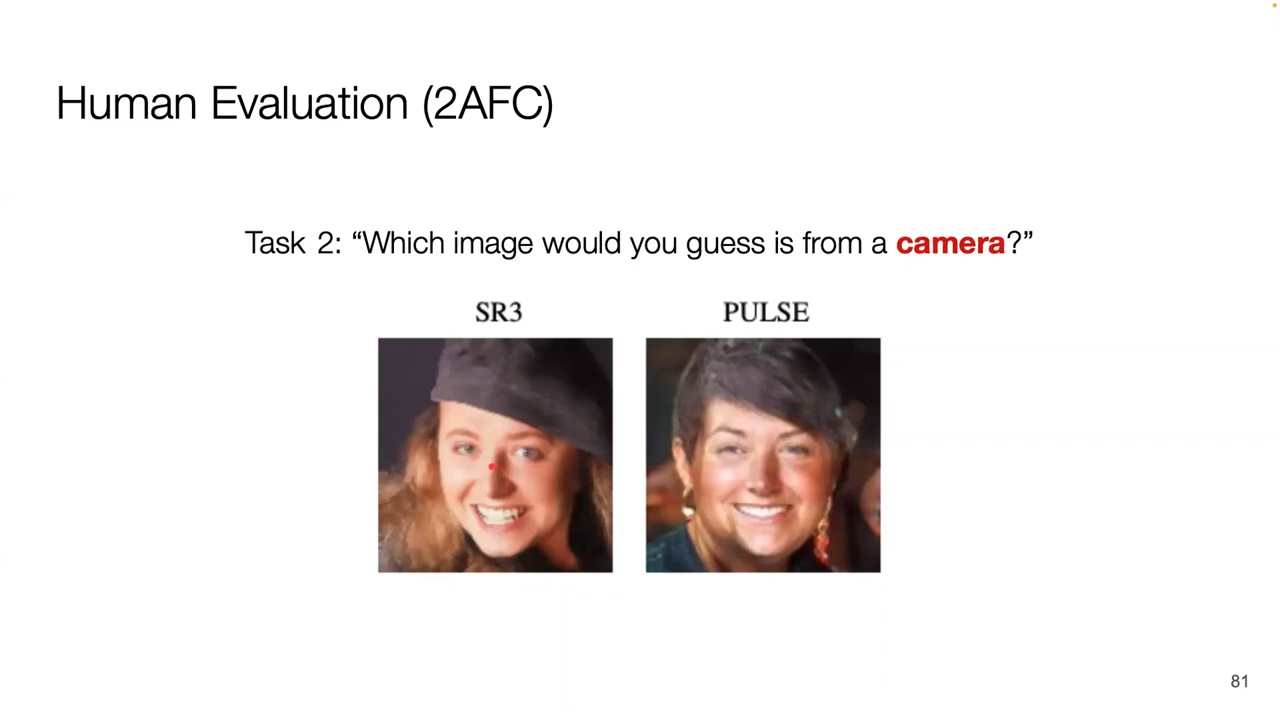 Human Evaluation (2AFC)
Task 2: “Which image would you guess is from a camera?”
SR3
PULSE
81